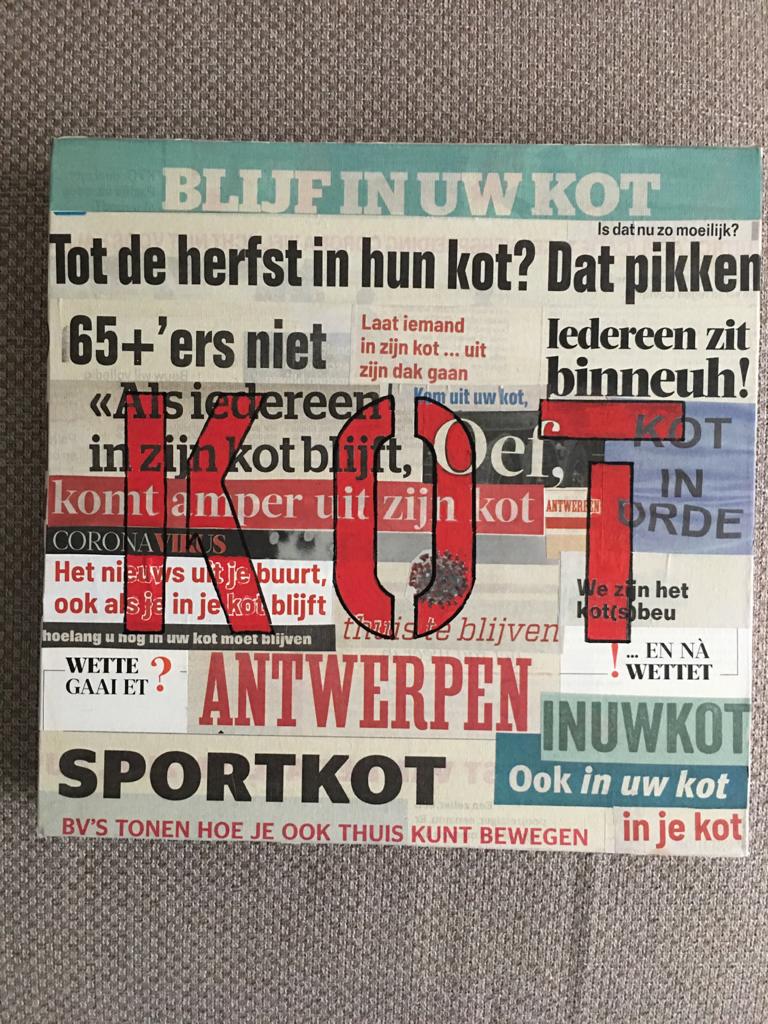 BLIJF IN UW KOT
Is dat nu zo moeilijk?
Tot de herfst in hun kot? Dat pikken
65+'ers niet
Laat iemand
in zijn kot ... uit
zijn dak gaan
Iedereen zit
binneuh!
Kom uit uw kot,
«Als iedereen
in zijn kot blijft,
Oef,
KOT
IN
ORDE
KOT
komt amper uit zijn kot
ANTWERPEN
CORONAVIRUS
Het nieuws uit je buurt,
ook als je in je kot blijft
We zijn het
kot(s)beu
hoelang u nog in uw kot moet blijven
thuis te blijven
WETTE
GAAI ET ?
ANTWERPEN
! ... EN NÀ
WETTET
INUWKOT
SPORTKOT
Ook in uw kot
BV'S TONEN HOE JE OOK THUIS KUNT BEWEGEN
in je kot